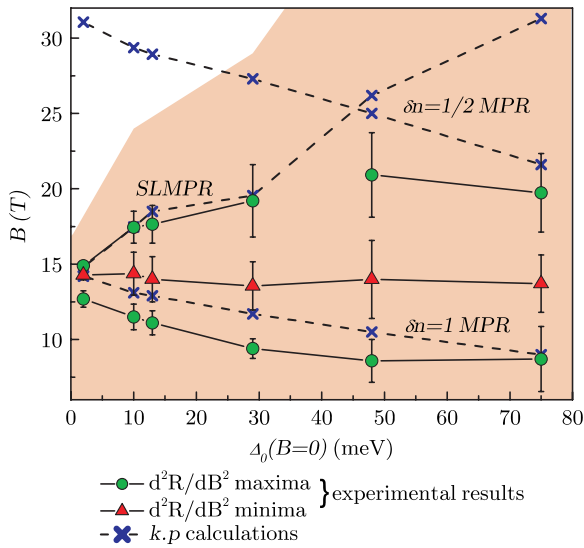 30
25
20
15
10
B (T)
δn=1/2 MPR
SLMPR
δn=1 MPR
0 10 20 30 40 50 60 70 80
Δ₀(B=0) (meV)
d²R/dB² maxima
d²R/dB² minima
} experimental results
k.p calculations